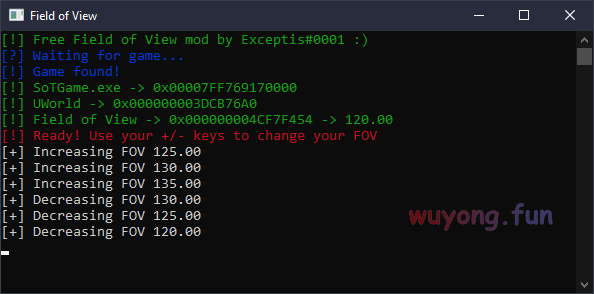 Field of View
[!] Free Field of View mod by Exceptis#0001 :)
[?] Waiting for game...
[!] Game found!
[!] SoTGame.exe -> 0x00007FF769170000
[!] UWorld -> 0x000000003DCB76A0
[!] Field of View -> 0x000000004CF7F454 -> 120.00
[!] Ready! Use your +/- keys to change your FOV
[+] Increasing FOV 125.00
[+] Increasing FOV 130.00
[+] Increasing FOV 135.00
[+] Decreasing FOV 130.00
[+] Decreasing FOV 125.00
[+] Decreasing FOV 120.00
wuyong.fun